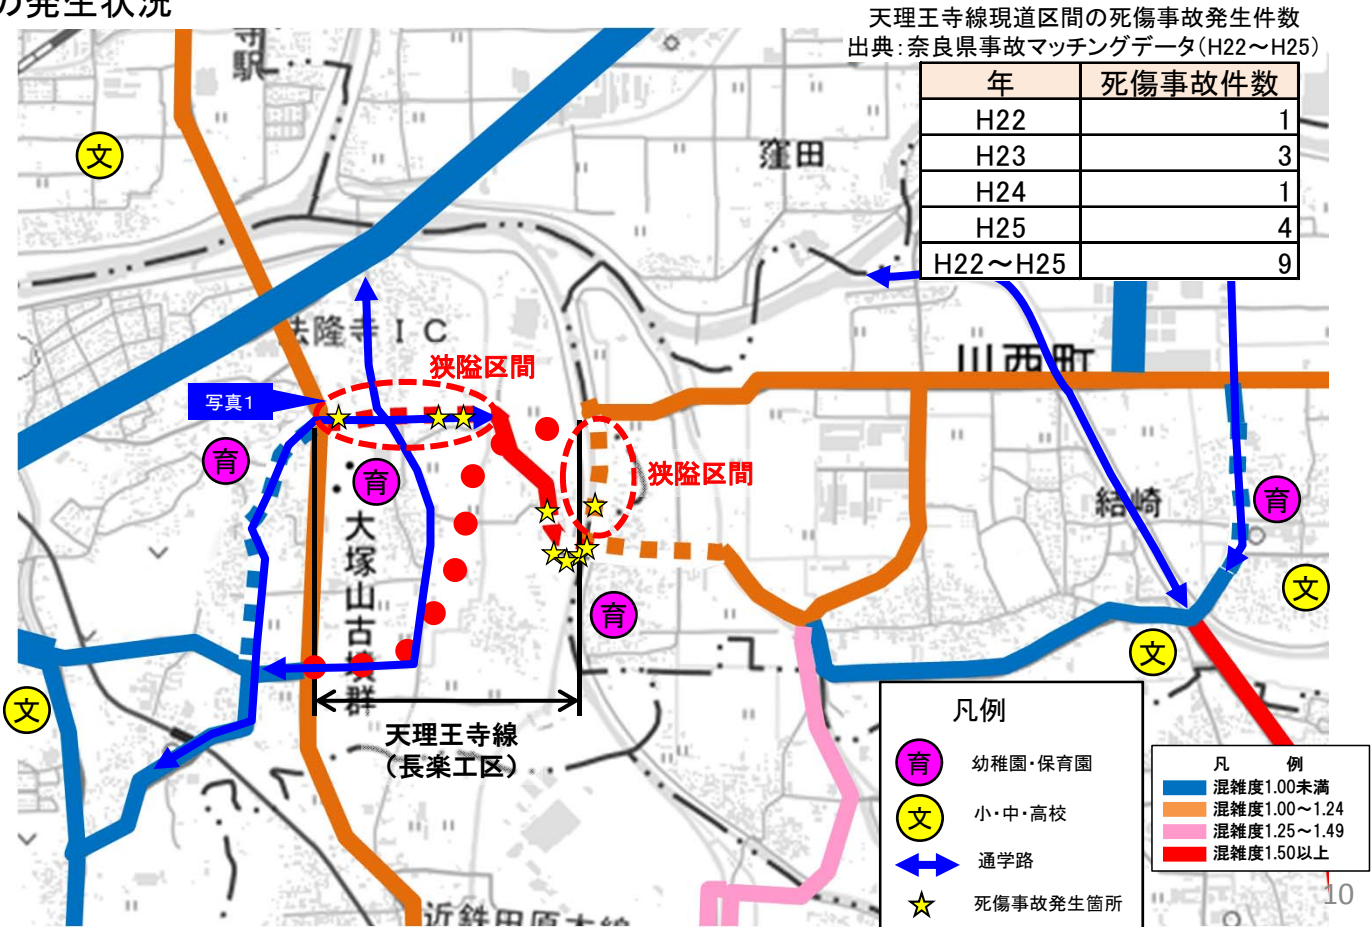 の発生状況
天理王寺線現道区間の死傷事故発生件数
出典：奈良県事故マッチングデータ（H22～H25）
年 死傷事故件数
H22 1
H23 3
H24 1
H25 4
H22～H25 9
寺駅
文
窪田
法隆寺IC
川西町
狭隘区間
写真1
育
育
狭隘区間
結崎
育
大塚山古墳群
文
育
文
文
天理王寺線
（長楽工区）
近鉄田原本線
凡例
育 幼稚園・保育園
文 小・中・高校
通学路
死傷事故発生箇所
凡 例
混雑度1.00未満
混雑度1.00～1.24
混雑度1.25～1.49
混雑度1.50以上
10